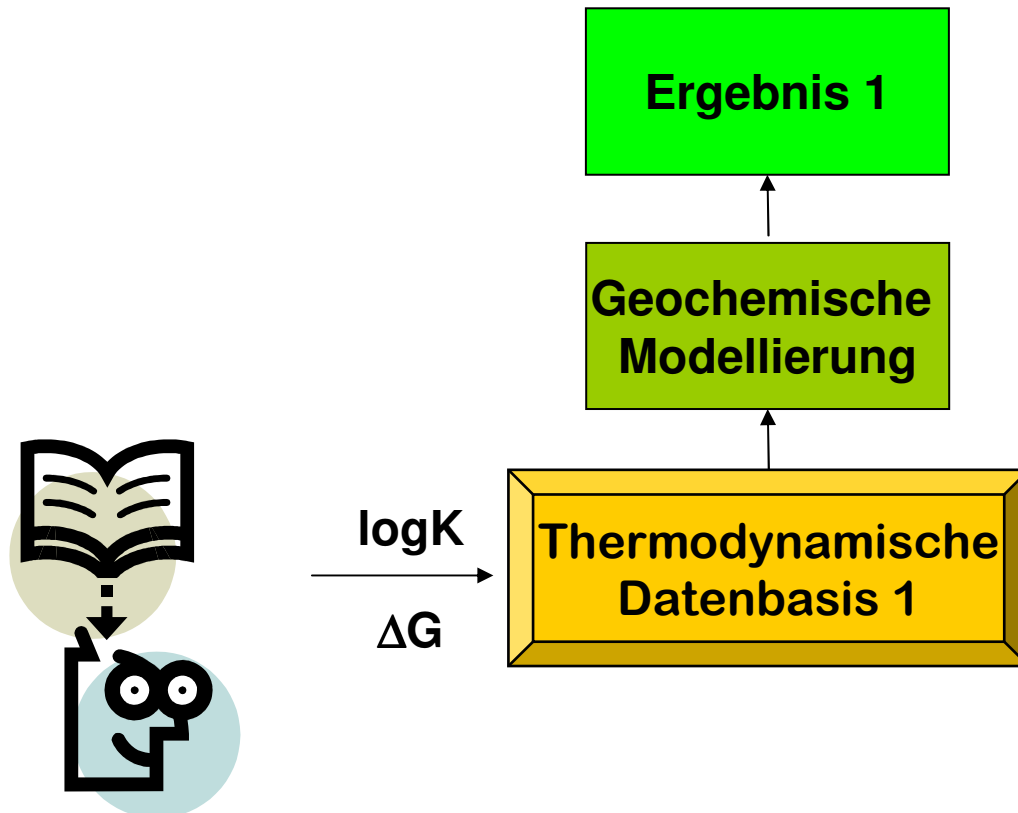 Ergebnis 1
Geochemische
Modellierung
logK
ΔG
Thermodynamische
Datenbasis 1